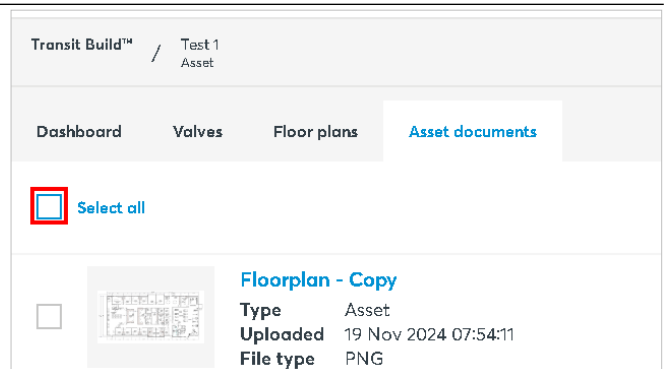 Transit Build™ / Test 1
Asset
Dashboard Valves Floor plans Asset documents
Select all
Floorplan - Copy
Type Asset
Uploaded 19 Nov 2024 07:54:11
File type PNG